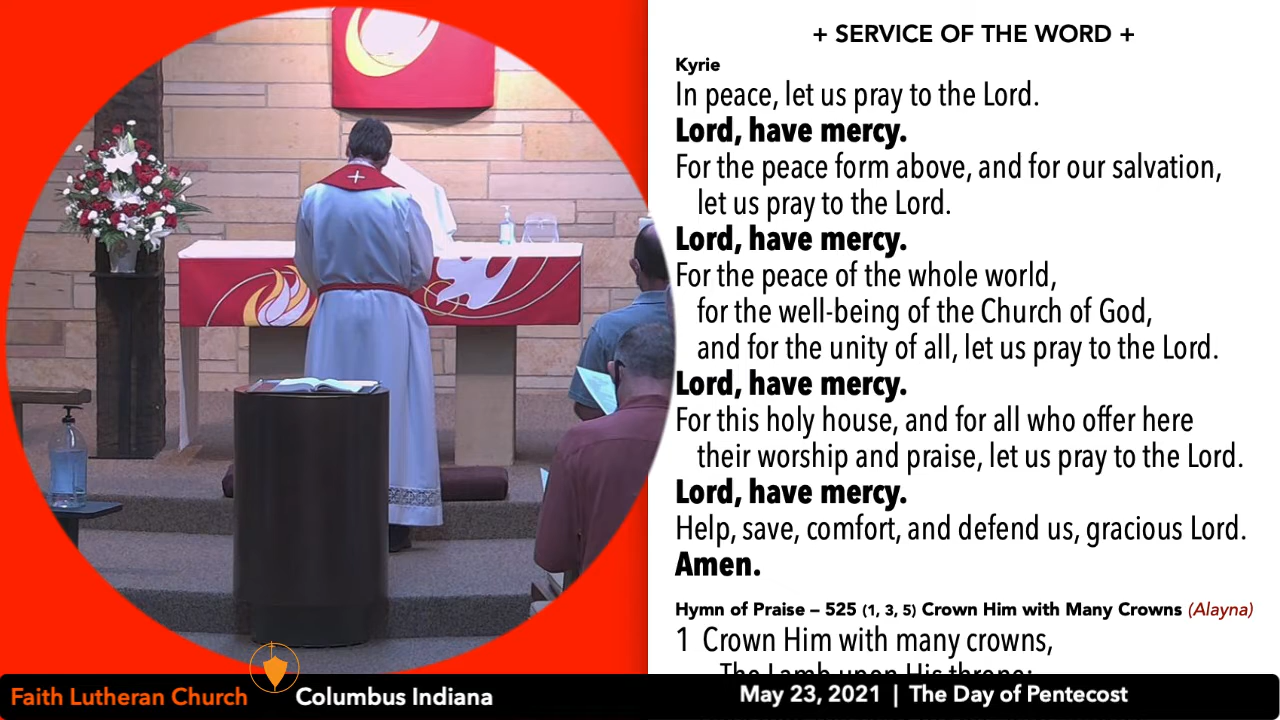 + SERVICE OF THE WORD +
Kyrie
In peace, let us pray to the Lord.
Lord, have mercy.
For the peace form above, and for our salvation,
let us pray to the Lord.
Lord, have mercy.
For the peace of the whole world,
for the well-being of the Church of God,
and for the unity of all, let us pray to the Lord.
Lord, have mercy.
For this holy house, and for all who offer here
their worship and praise, let us pray to the Lord.
Lord, have mercy.
Help, save, comfort, and defend us, gracious Lord.
Amen.
Hymn of Praise – 525 (1, 3, 5) Crown Him with Many Crowns (Alayna)
1 Crown Him with many crowns,
The Lamb upon His throne;
Faith Lutheran Church Columbus Indiana
May 23, 2021 | The Day of Pentecost